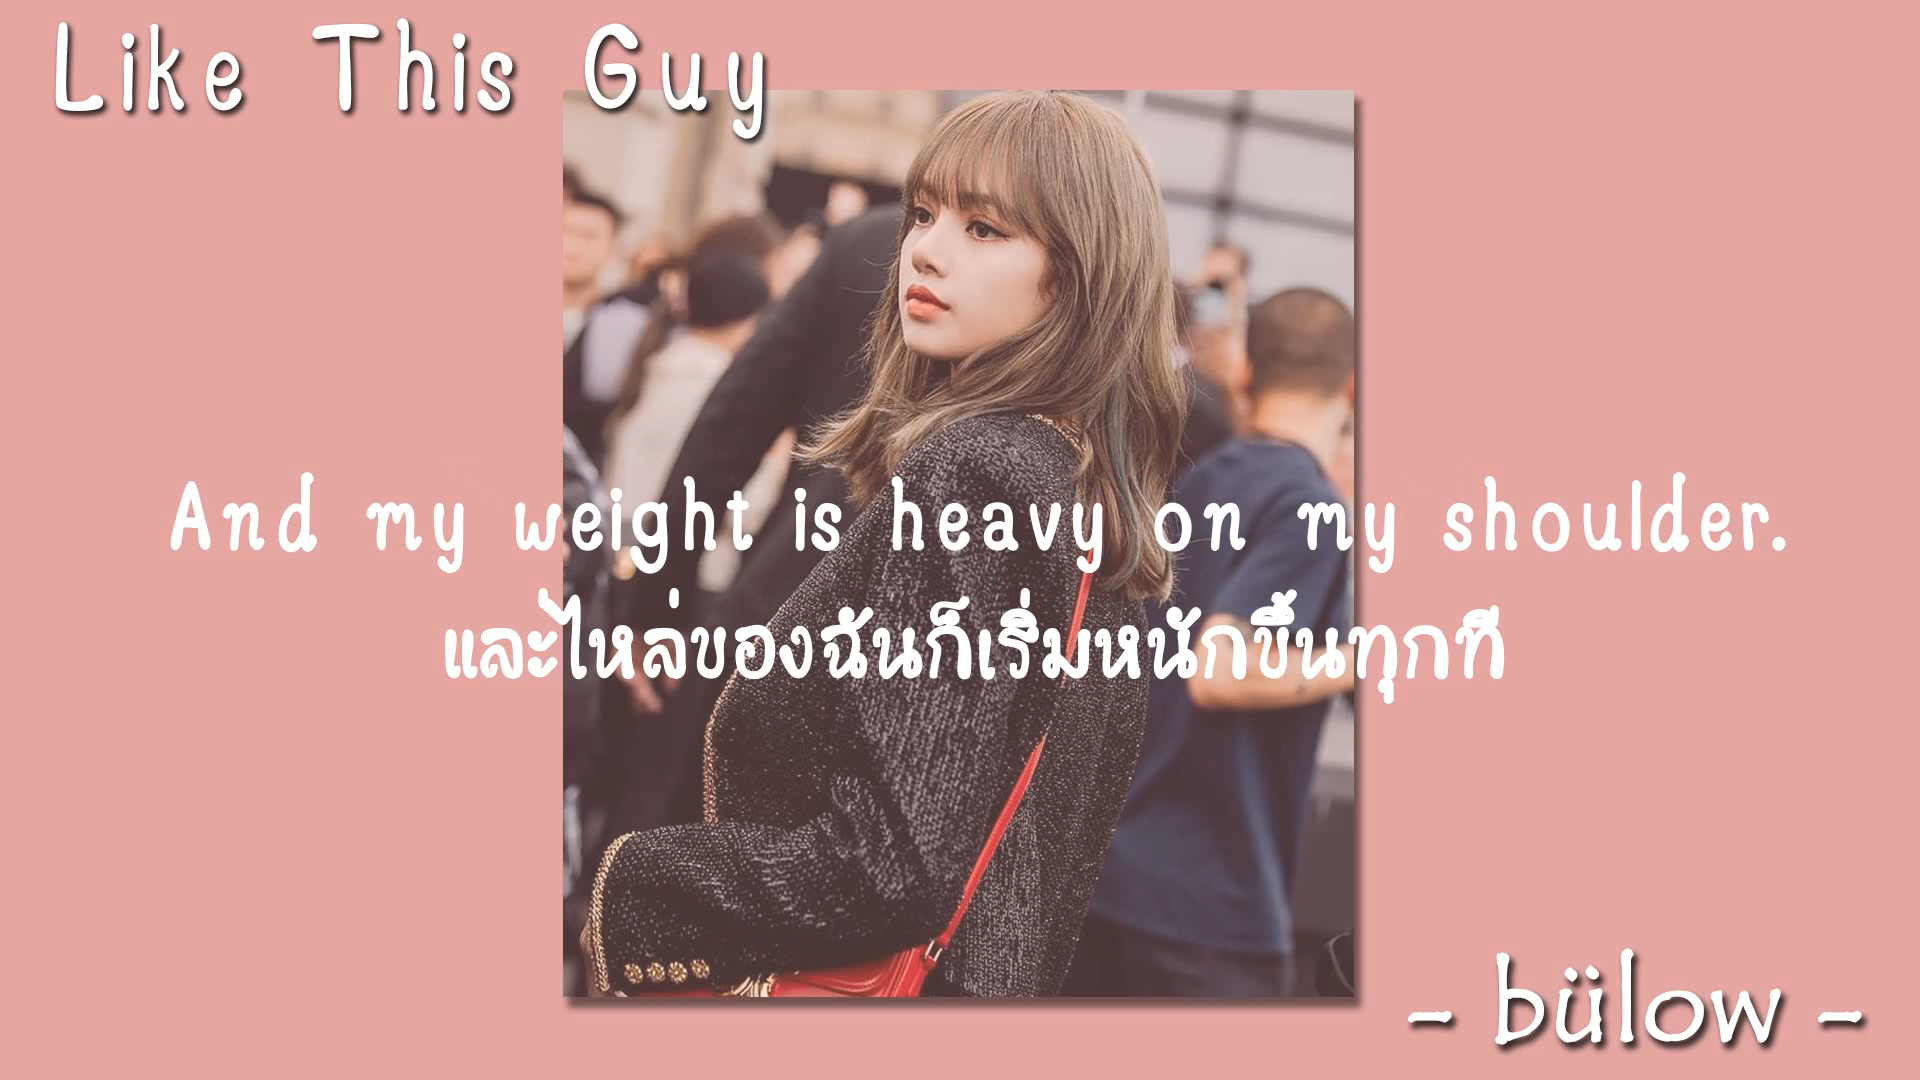 Like This Guy
And my weight is heavy on my shoulder.
และไหล่ของฉันก็เริ่มหนักขึ้นทุกที
- bülow -